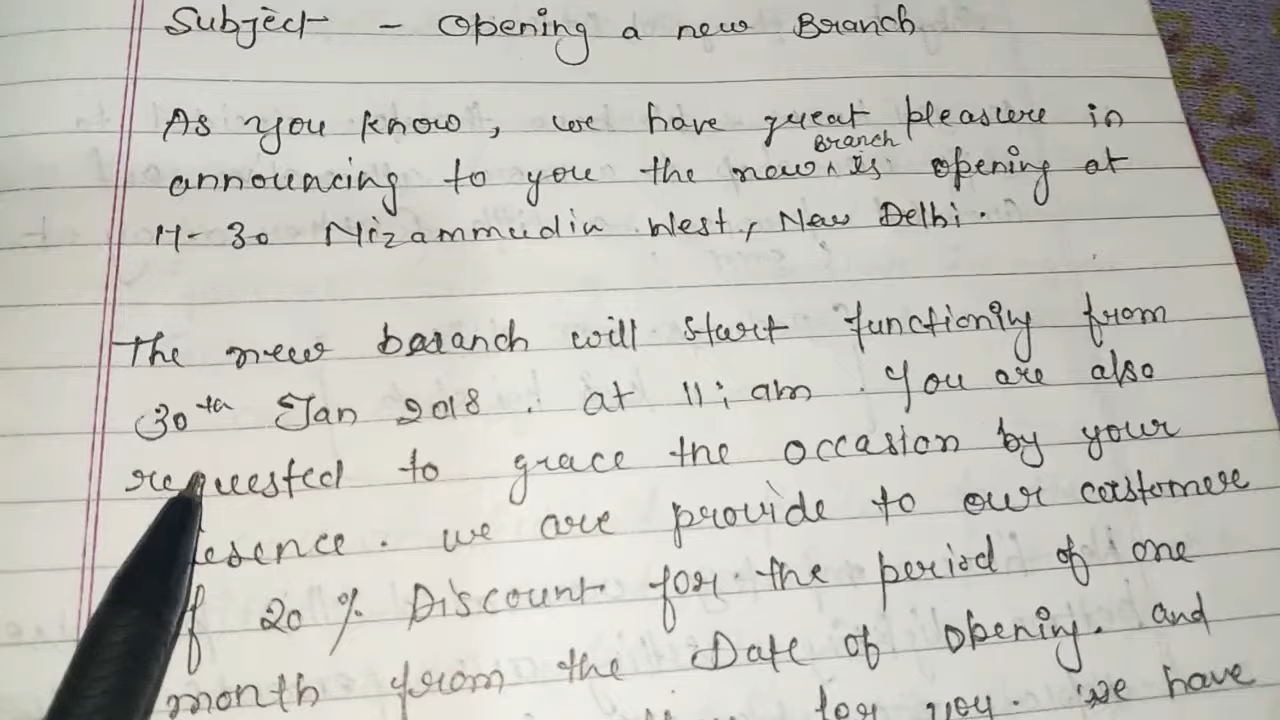 Subject - Opening a new Branch
As you know, we have great pleasure in
announcing to you the new Branch is opening at
H-30 Nizammudin West, New Delhi.
The new branch will start functioning from
30th Jan 2018. at 11: am. You are also
requested to grace the occasion by your
esence. we are provide to our customere
f 20% Discount for the period of one
month from the Date of opening. and
for you. We have